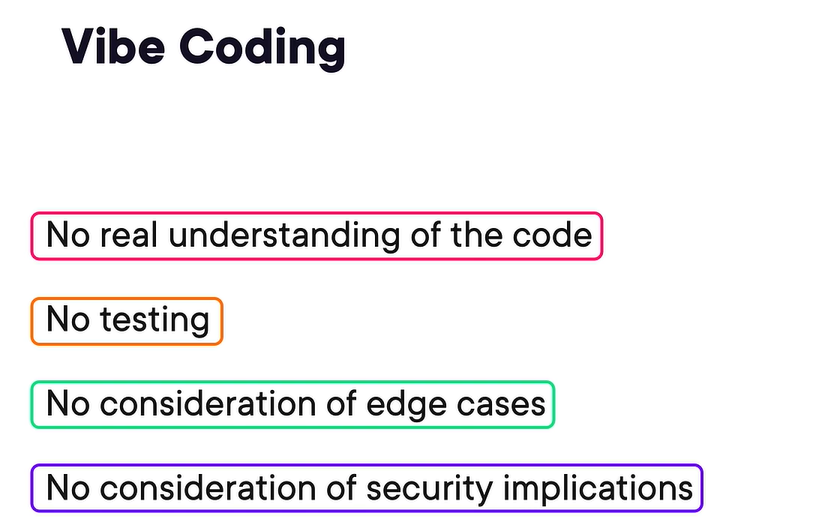 Vibe Coding
No real understanding of the code
No testing
No consideration of edge cases
No consideration of security implications